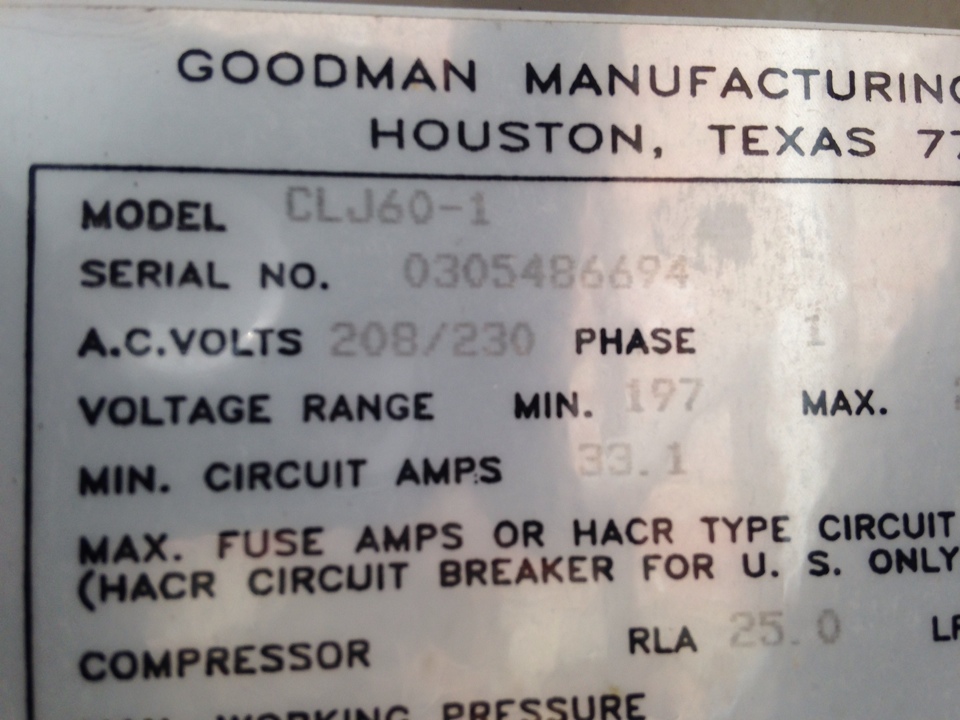 GOODMAN MANUFACTURING
HOUSTON, TEXAS 77
MODEL CLJ60-1
SERIAL NO. 0305486694
A.C.VOLTS 208/230 PHASE 1
VOLTAGE RANGE MIN. 197 MAX.
MIN. CIRCUIT AMPS 33.1
MAX. FUSE AMPS OR HACR TYPE CIRCUIT
(HACR CIRCUIT BREAKER FOR U. S. ONLY
COMPRESSOR RLA 25.0
WORKING PRESSURE